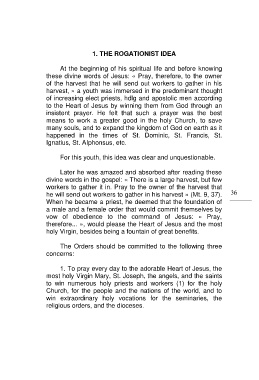 1. THE ROGATIONIST IDEA
At the beginning of his spiritual life and before knowing
these divine words of Jesus: « Pray, therefore, to the owner
of the harvest that he will send out workers to gather in his
harvest, » a youth was immersed in the predominant thought
of increasing elect priests, hdlg and apostolic men according
to the Heart of Jesus by winning them from God through an
insistent prayer. He felt that such a prayer was the best
means to work a greater good in the holy Church, to save
many souls, and to expand the kingdom of God on earth as it
happened in the times of St. Dominic, St. Francis, St.
Ignatius, St. Alphonsus, etc.
For this youth, this idea was clear and unquestionable.
Later he was amazed and absorbed after reading these
divine words in the gospel: « There is a large harvest, but few
workers to gather it in. Pray to the owner of the harvest that
he will send out workers to gather in his harvest » (Mt. 9, 37).
When he became a priest, he deemed that the foundation of
a male and a female order that would commit themselves by
vow of obedience to the command of Jesus: « Pray,
therefore... », would please the Heart of Jesus and the most
holy Virgin, besides being a fountain of great benefits.
36
The Orders should be committed to the following three
concerns:
1. To pray every day to the adorable Heart of Jesus, the
most holy Virgin Mary, St. Joseph, the angels, and the saints
to win numerous holy priests and workers (1) for the holy
Church, for the people and the nations of the world, and to
win extraordinary holy vocations for the seminaries, the
religious orders, and the dioceses.